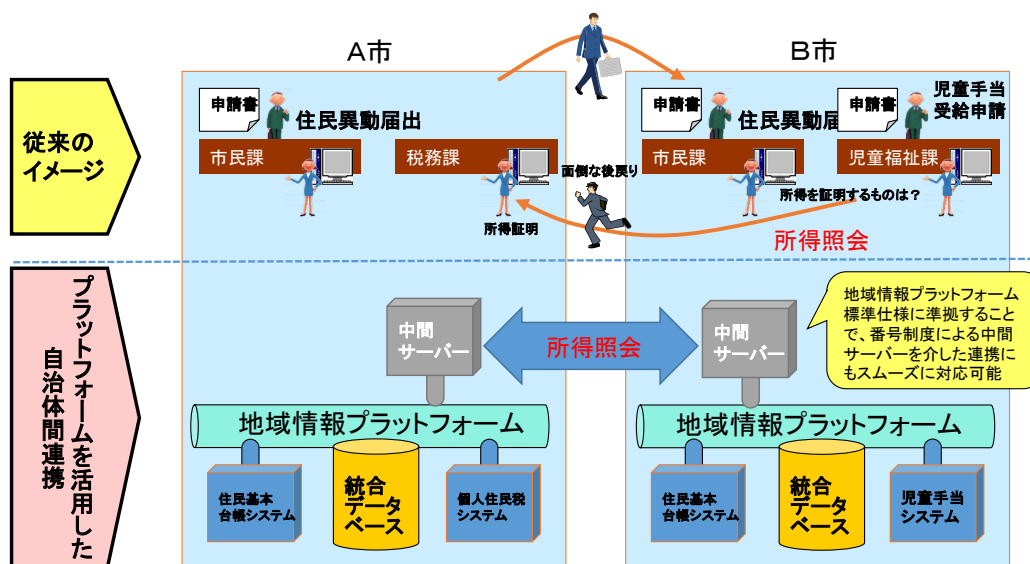 A市
B市
従来の
イメージ
申請書
住民異動届出
市民課
税務課
所得証明
面倒な後戻り
申請書
住民異動届
申請書
児童手当
受給申請
市民課
児童福祉課
所得を証明するものは?
所得照会
プラットフォームを活用した
自治体間連携
中間
サーバー
所得照会
中間
サーバー
地域情報プラットフォーム
標準仕様に準拠すること
で、番号制度による中間
サーバーを介した連携に
もスムーズに対応可能
地域情報プラットフォーム
地域情報プラットフォーム
住民基本
台帳システム
統合
データ
ベース
個人住民税
システム
住民基本
台帳システム
統合
データ
ベース
児童手当
システム